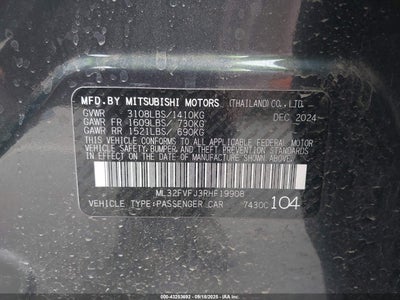 MFD.BY MITSUBISHI MOTORS (THAILAND) CO., LTD.
GVWR 3108LBS/1410KG DEC 2024
GAWR FR 1609LBS/ 730KG
GAWR RR 1521LBS/ 690KG
THIS VEHICLE CONFORMS TO ALL APPLICABLE FEDERAL MOTOR
VEHICLE SAFETY, BUMPER, AND THEFT PREVENTION STANDARDS
IN EFFECT ON THE DATE OF MANUFACTURE SHOWN ABOVE.
ML32FVFJ3RHF19908
VEHICLE TYPE:PASSENGER CAR 7430C 104
000-43253692 - 09/18/2025 - IAAI.COM